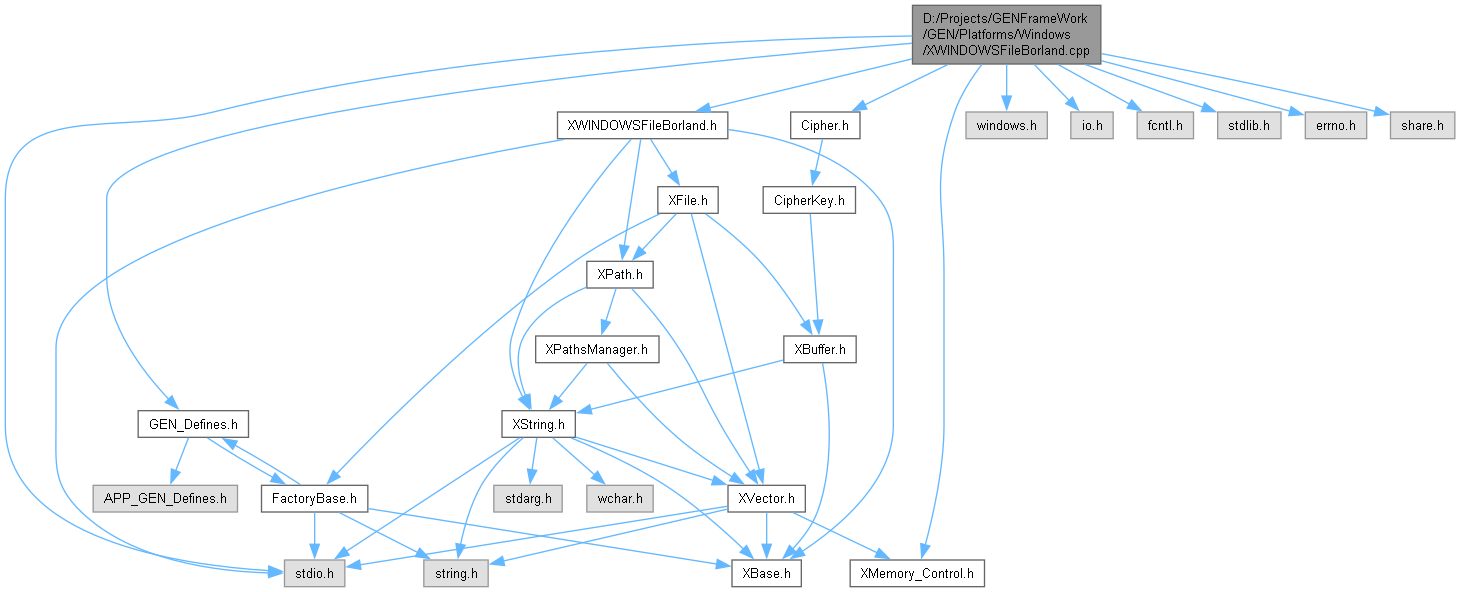 D:/Projects/GENFrameWork
/GEN/Platforms/Windows
/XWINDOWSFileBorland.cpp
XWINDOWSFileBorland.h
Cipher.h
windows.h
io.h
fcntl.h
stdlib.h
errno.h
share.h
XFile.h
CipherKey.h
XPath.h
XPathsManager.h
XBuffer.h
GEN_Defines.h
XString.h
APP_GEN_Defines.h
FactoryBase.h
stdarg.h
wchar.h
XVector.h
stdio.h
string.h
XBase.h
XMemory_Control.h